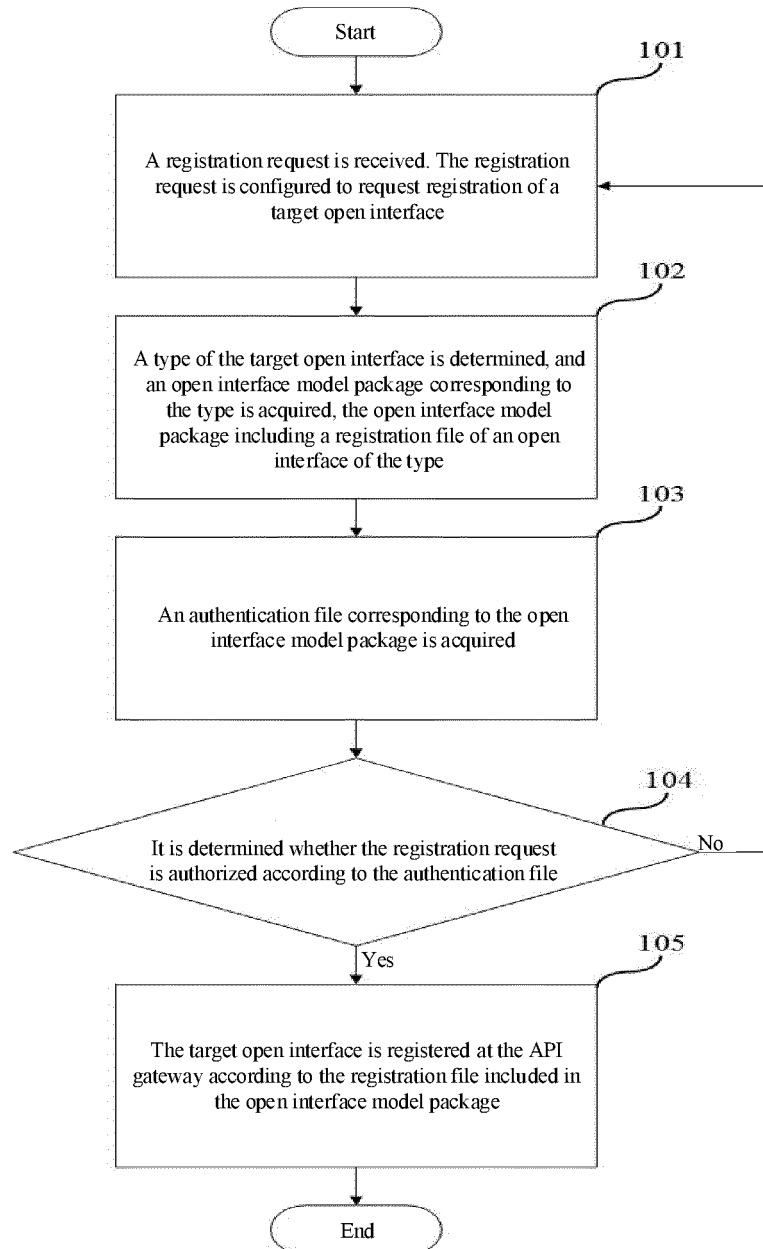 Start
101
A registration request is received. The registration
request is configured to request registration of a
target open interface
102
A type of the target open interface is determined, and
an open interface model package corresponding to
the type is acquired, the open interface model
package including a registration file of an open
interface of the type
103
An authentication file corresponding to the open
interface model package is acquired
104
It is determined whether the registration request
is authorized according to the authentication file
No
Yes
105
The target open interface is registered at the API
gateway according to the registration file included in
the open interface model package
End